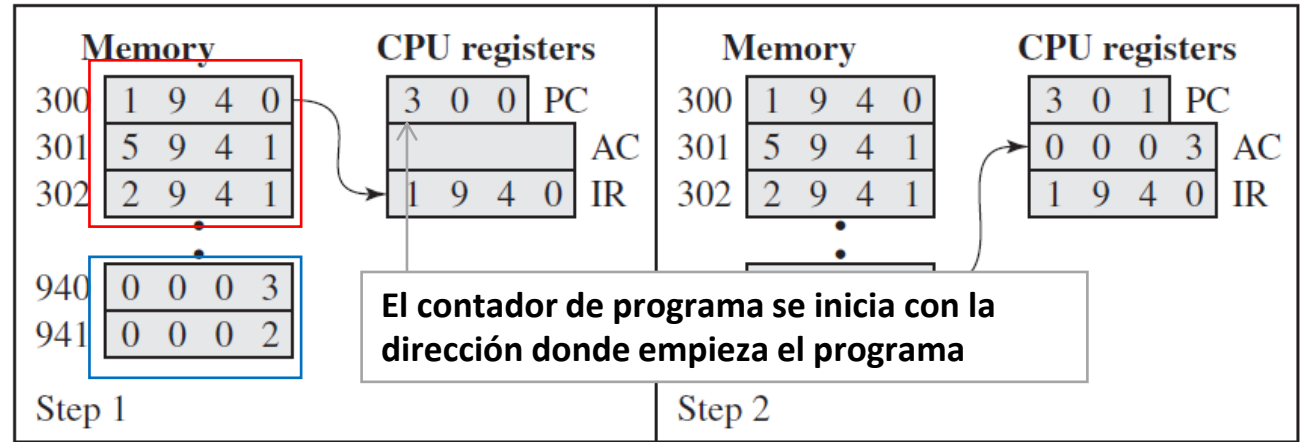 Memory CPU registers
300 1 9 4 0 3 0 0 PC
301 5 9 4 1 AC
302 2 9 4 1 1 9 4 0 IR
940 0 0 0 3
941 0 0 0 2
Step 1
Memory CPU registers
300 1 9 4 0 3 0 1 PC
301 5 9 4 1 0 0 0 3 AC
302 2 9 4 1 1 9 4 0 IR
Step 2
El contador de programa se inicia con la
dirección donde empieza el programa